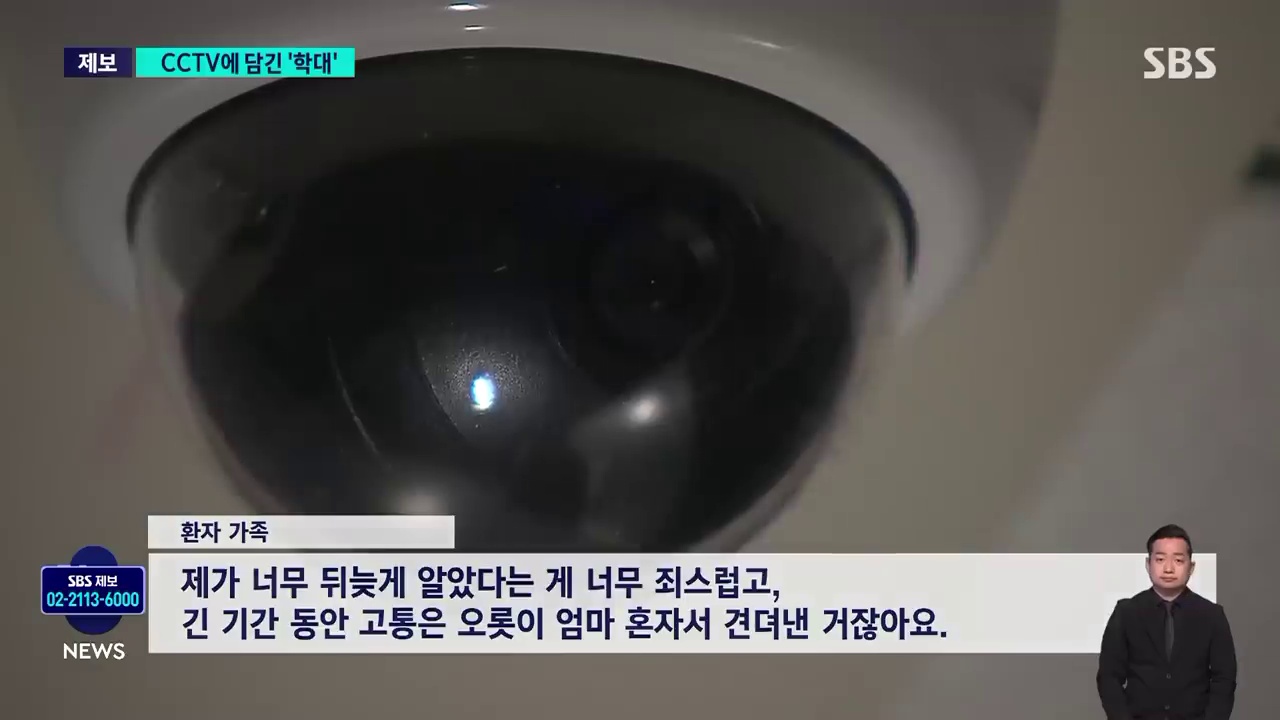 제보 CCTV에 담긴 '학대'
SBS
환자 가족
제가 너무 뒤늦게 알았다는 게 너무 죄스럽고,
긴 기간 동안 고통은 오롯이 엄마 혼자서 견뎌낸 거잖아요.
SBS 제보
02-2113-6000
NEWS